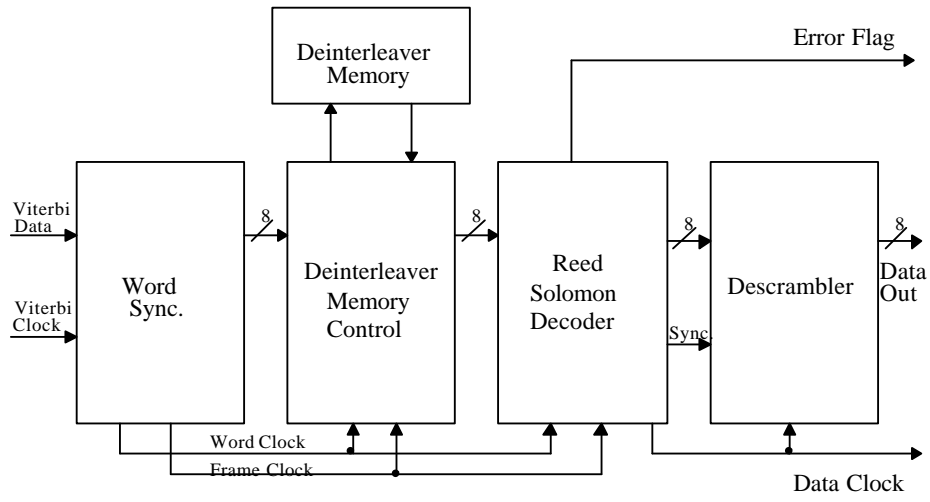 Deinterleaver
Memory
Error Flag
Viterbi
Data
Viterbi
Clock
Word
Sync.
8
Deinterleaver
Memory
Control
8
Reed
Solomon
Decoder
8
Sync.
Descrambler
8
Data
Out
Word Clock
Frame Clock
Data Clock